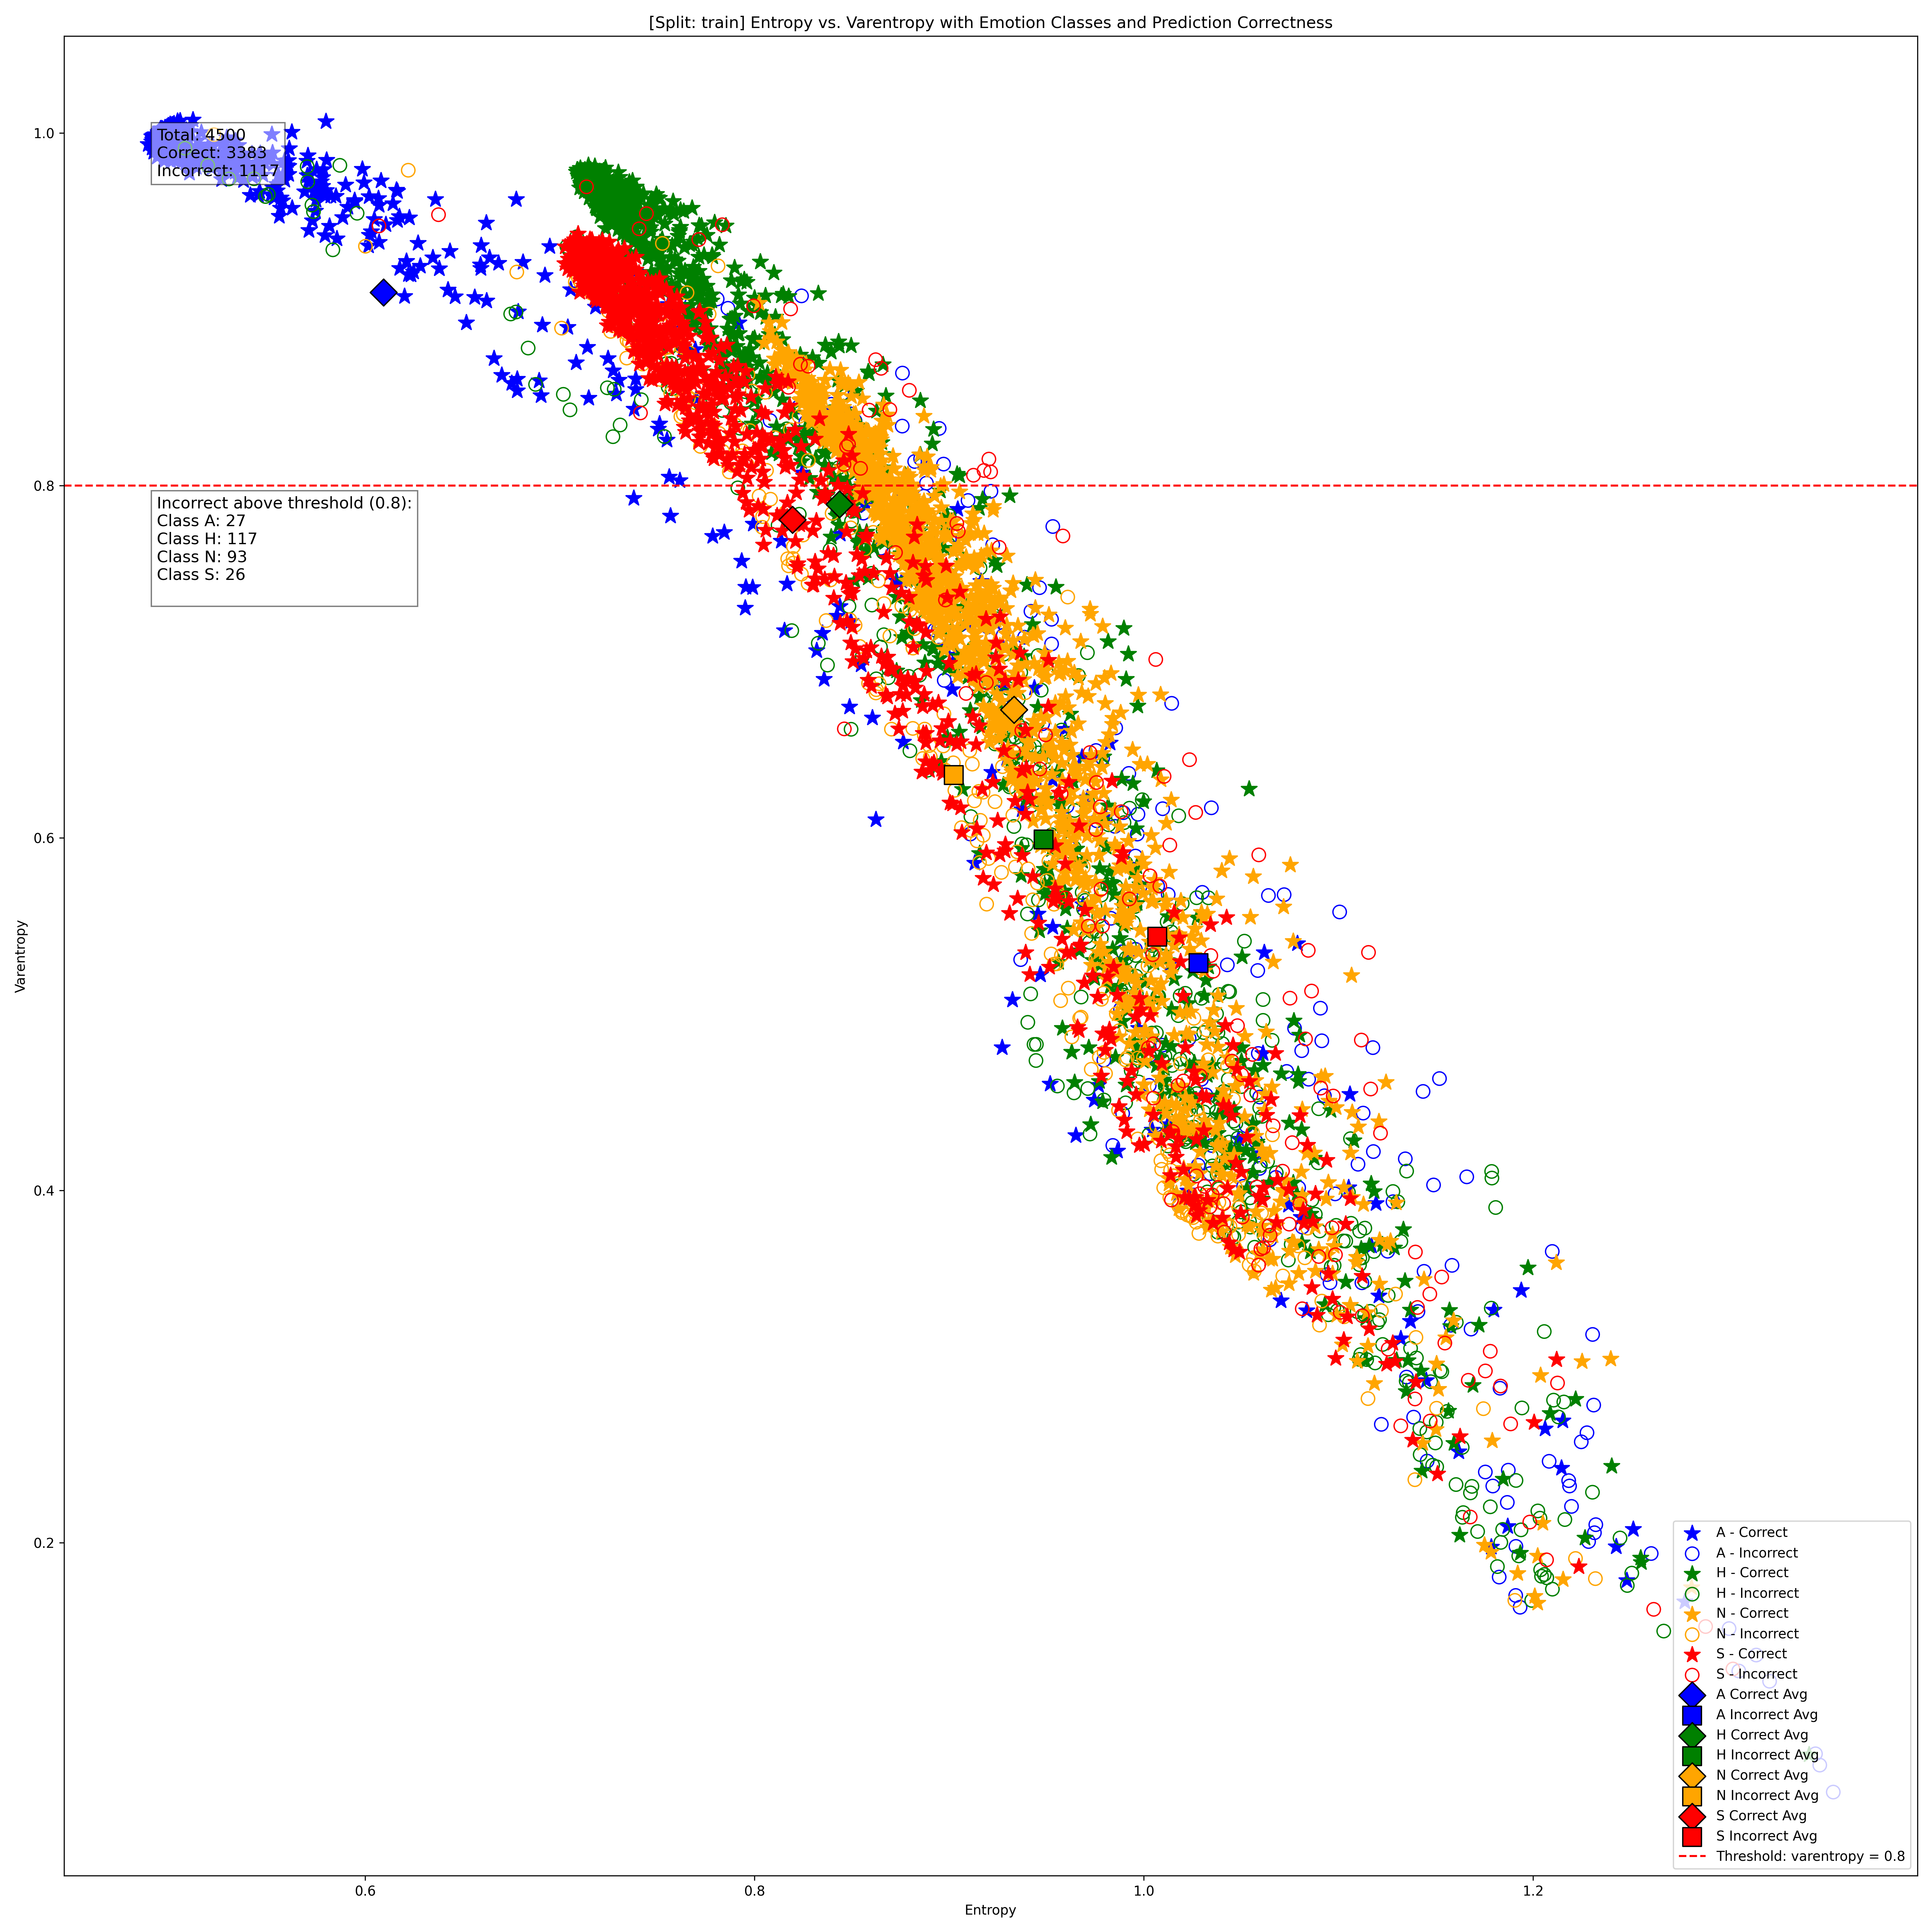 [Split: train] Entropy vs. Varentropy with Emotion Classes and Prediction Correctness
1.0
0.8
0.6
0.4
0.2
Varentropy
Total: 4500
Correct: 3383
Incorrect: 1117
Incorrect above threshold (0.8):
Class A: 27
Class H: 117
Class N: 93
Class S: 26
A - Correct
A - Incorrect
H - Correct
H - Incorrect
N - Correct
N - Incorrect
S - Correct
S - Incorrect
A Correct Avg
A Incorrect Avg
H Correct Avg
H Incorrect Avg
N Correct Avg
N Incorrect Avg
S Correct Avg
S Incorrect Avg
Threshold: varentropy = 0.8
0.6
0.8
1.0
1.2
Entropy